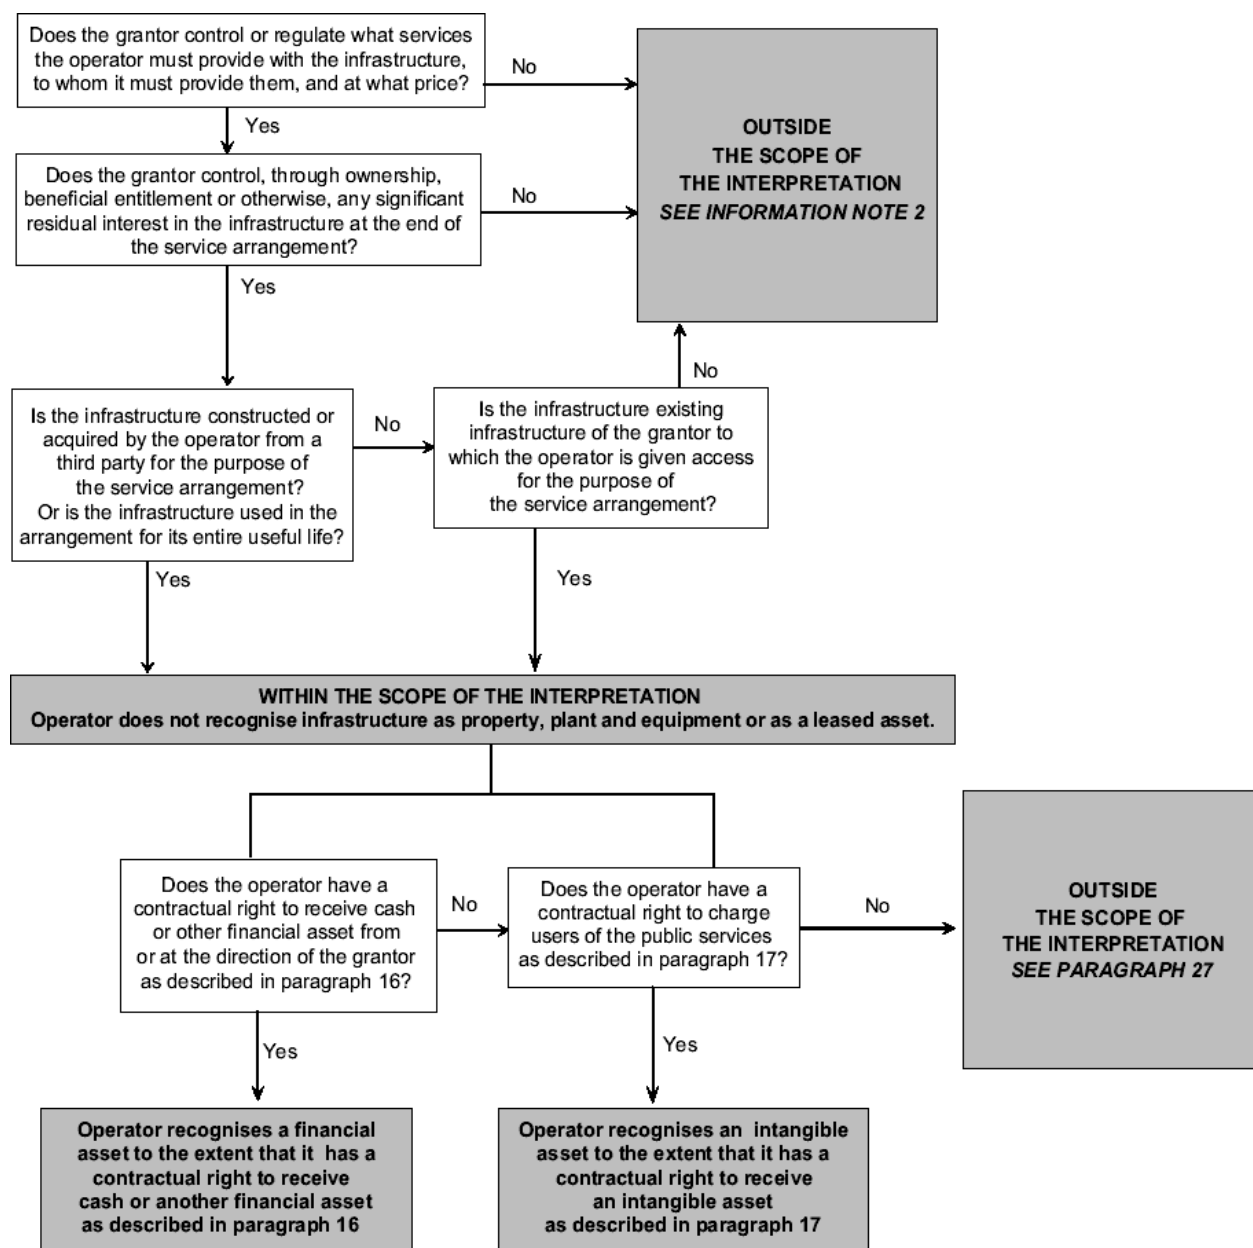 Does the grantor control or regulate what services
the operator must provide with the infrastructure,
to whom it must provide them, and at what price?
No
OUTSIDE
THE SCOPE OF
THE INTERPRETATION
SEE INFORMATION NOTE 2
Yes
Does the grantor control, through ownership,
beneficial entitlement or otherwise, any significant
residual interest in the infrastructure at the end of
the service arrangement?
No
Yes
Is the infrastructure constructed or
acquired by the operator from a
third party for the purpose of
the service arrangement?
Or is the infrastructure used in the
arrangement for its entire useful life?
No
Is the infrastructure existing
infrastructure of the grantor to
which the operator is given access
for the purpose of
the service arrangement?
No
Yes
Yes
WITHIN THE SCOPE OF THE INTERPRETATION
Operator does not recognise infrastructure as property, plant and equipment or as a leased asset.
Does the operator have a
contractual right to receive cash
or other financial asset from
or at the direction of the grantor
as described in paragraph 16?
No
Does the operator have a
contractual right to charge
users of the public services
as described in paragraph 17?
No
OUTSIDE
THE SCOPE OF
THE INTERPRETATION
SEE PARAGRAPH 27
Yes
Yes
Operator recognises a financial
asset to the extent that it has a
contractual right to receive
cash or another financial asset
as described in paragraph 16
Operator recognises an intangible
asset to the extent that it has a
contractual right to receive
an intangible asset
as described in paragraph 17